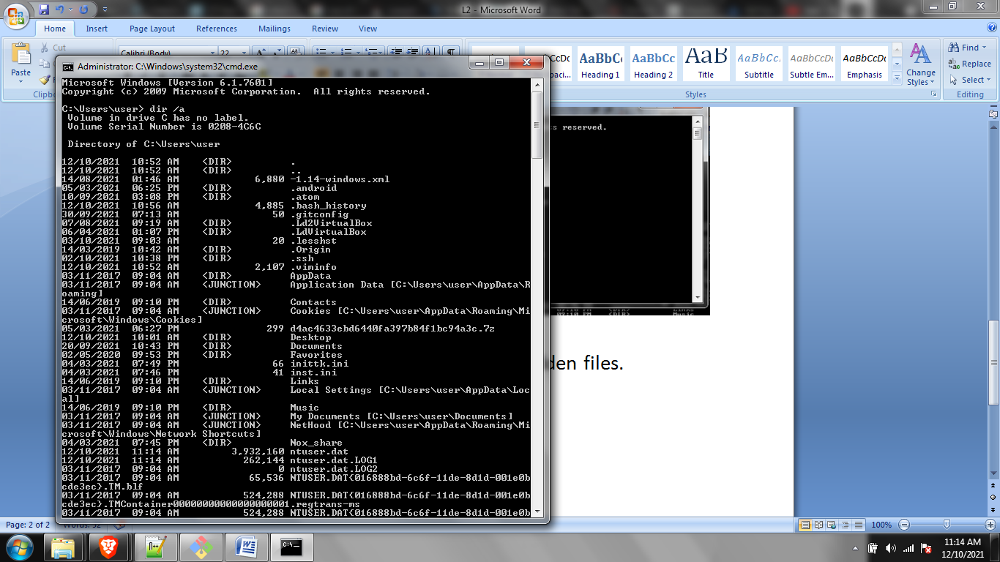 L2 - Microsoft Word
Home Insert Page Layout References Mailings Review View
Cut
Paste
Calibri (Body) 22
AaBbC Heading 1
AaBbCc Heading 2
AaB Title
AaBbCc Subtitle
AaBbCcDc Subtle Em...
AaBbCcDc Emphasis
Change Styles
Styles
Find
Replace
Select
Editing
Administrator: C:\Windows\system32\cmd.exe
Microsoft Windows [Version 6.1.7601]
Copyright (c) 2009 Microsoft Corporation. All rights reserved.
C:\Users\user> dir /a
Volume in drive C has no label.
Volume Serial Number is 0208-4C6C
Directory of C:\Users\user
12/10/2021 10:52 AM <DIR> .
12/10/2021 10:52 AM <DIR> ..
14/08/2021 01:46 AM 6,880 -1.14-windows.xml
05/03/2021 06:25 PM <DIR> .android
10/09/2021 03:08 PM <DIR> .atom
12/10/2021 10:56 AM 4,885 .bash_history
30/09/2021 07:13 AM 50 .gitconfig
07/08/2021 09:19 AM <DIR> .Ld2VirtualBox
06/04/2021 01:07 PM <DIR> .LdVirtualBox
03/10/2021 09:03 AM 20 .lesshst
14/03/2019 10:42 AM <DIR> .Origin
02/10/2021 10:38 PM <DIR> .ssh
12/10/2021 10:52 AM 2,107 .viminfo
03/11/2017 09:04 AM <DIR> AppData
03/11/2017 09:04 AM <JUNCTION> Application Data [C:\Users\user\AppData\R
oaming]
14/06/2019 09:10 PM <DIR> Contacts
03/11/2017 09:04 AM <JUNCTION> Cookies [C:\Users\user\AppData\Roaming\Mi
crosoft\Windows\Cookies]
05/03/2021 06:27 PM 299 d4ac4633ebd6440fa397b84f1bc94a3c.7z
12/10/2021 10:01 AM <DIR> Desktop
20/09/2021 10:43 PM <DIR> Documents
02/05/2020 09:53 PM <DIR> Favorites
04/03/2021 07:49 PM 66 inittk.ini
04/03/2021 07:46 PM 41 inst.ini
14/06/2019 09:10 PM <DIR> Links
03/11/2017 09:04 AM <JUNCTION> Local Settings [C:\Users\user\AppData\Loc
al]
14/06/2019 09:10 PM <DIR> Music
03/11/2017 09:04 AM <JUNCTION> My Documents [C:\Users\user\Documents]
03/11/2017 09:04 AM <JUNCTION> NetHood [C:\Users\user\AppData\Roaming\Mi
crosoft\Windows\Network Shortcuts]
04/03/2021 07:45 PM <DIR> Nox_share
12/10/2021 11:14 AM 3,932,160 ntuser.dat
12/10/2021 11:14 AM 262,144 ntuser.dat.LOG1
03/11/2017 09:04 AM 0 ntuser.dat.LOG2
03/11/2017 09:04 AM 65,536 NTUSER.DAT{016888bd-6c6f-11de-8d1d-001e0b
cde3ec}.TM.blf
03/11/2017 09:04 AM 524,288 NTUSER.DAT{016888bd-6c6f-11de-8d1d-001e0b
cde3ec}.TMContainer00000000000000000001.regtrans-ms
03/11/2017 09:04 AM 524,288 NTUSER.DAT{016888bd-6c6f-11de-8d1d-001e0b
s reserved.
09:10 PM <DIR> Music
den files.
Page: 2 of 2 Words: 32
100%
11:14 AM
12/10/2021